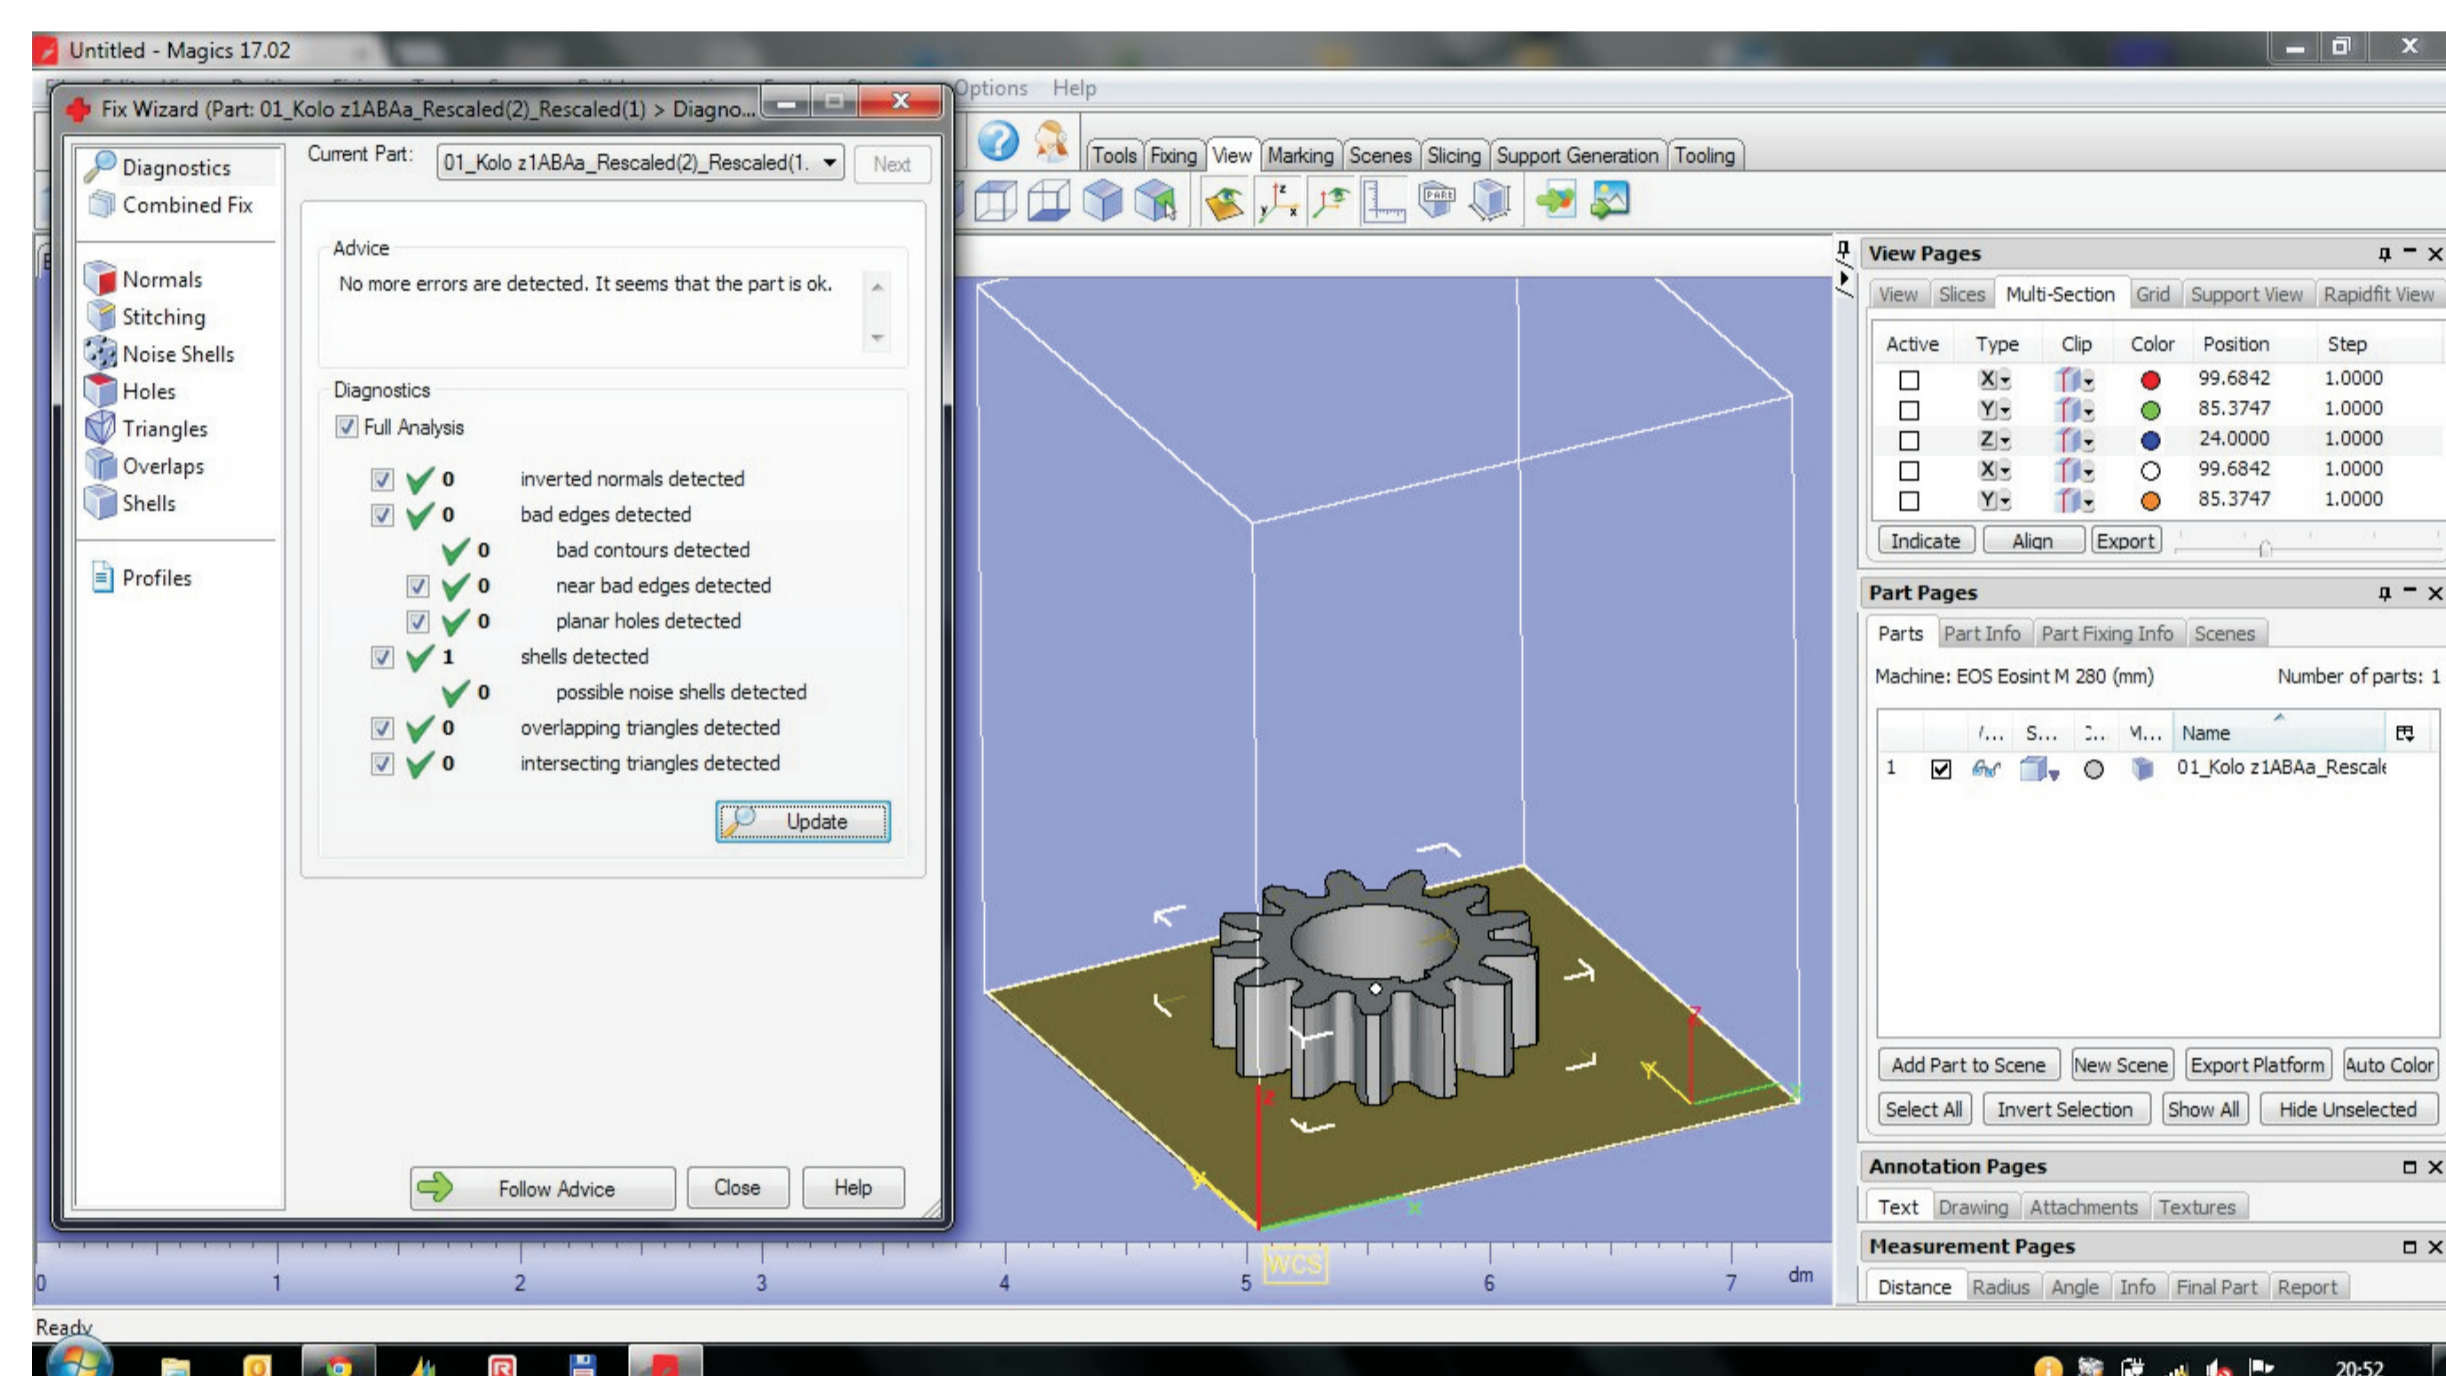 Untitled - Magics 17.02
Options Help
Fix Wizard (Part: 01_Kolo z1ABAa_Rescaled(2)_Rescaled(1) > Diagno...
Diagnostics
Combined Fix
Normals
Stitching
Noise Shells
Holes
Triangles
Overlaps
Shells
Profiles
Current Part: 01_Kolo z1ABAa_Rescaled(2)_Rescaled(1. Next
Advice
No more errors are detected. It seems that the part is ok.
Diagnostics
Full Analysis
0 inverted normals detected
0 bad edges detected
0 bad contours detected
0 near bad edges detected
0 planar holes detected
1 shells detected
0 possible noise shells detected
0 overlapping triangles detected
0 intersecting triangles detected
Update
Follow Advice Close Help
Tools Fixing View Marking Scenes Slicing Support Generation Tooling
z y x
PART
z y x
Z Y X
WCS
0 1 2 3 4 5 6 7 dm
View Pages
View Slices Multi-Section Grid Support View Rapidfit View
Active Type Clip Color Position Step
X 99.6842 1.0000
Y 85.3747 1.0000
Z 24.0000 1.0000
X 99.6842 1.0000
Y 85.3747 1.0000
Indicate Align Export
Part Pages
Parts Part Info Part Fixing Info Scenes
Machine: EOS Eosint M 280 (mm) Number of parts: 1
S... M... Name
1 01_Kolo z1ABAa_Rescale
Add Part to Scene New Scene Export Platform Auto Color
Select All Invert Selection Show All Hide Unselected
Annotation Pages
Text Drawing Attachments Textures
Measurement Pages
Distance Radius Angle Info Final Part Report
Ready
20:52